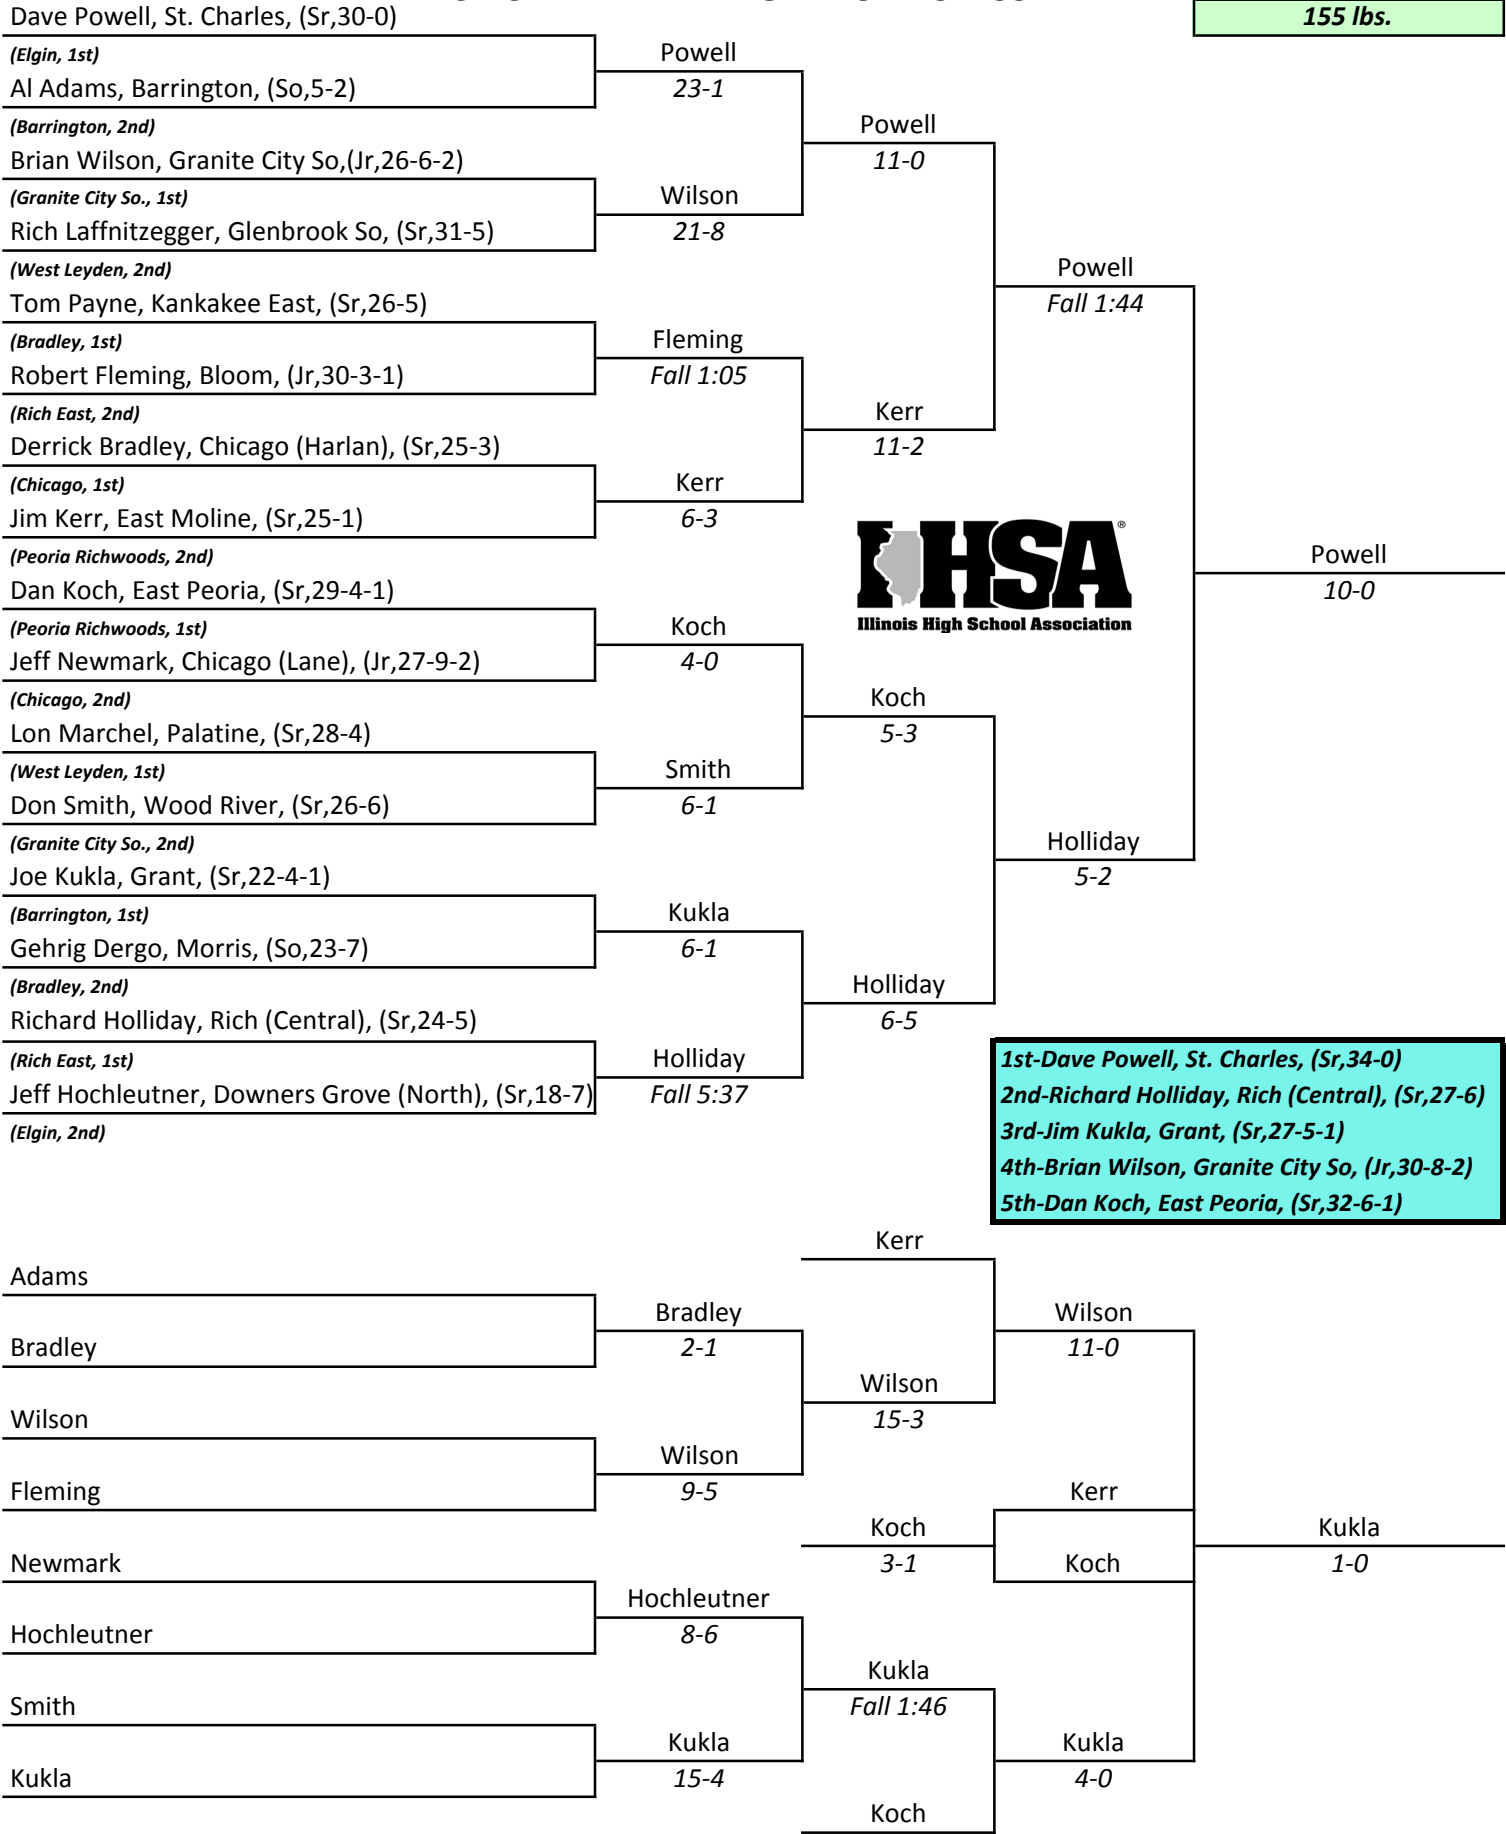 Dave Powell, St. Charles, (Sr,30-0)
155 lbs.
(Elgin, 1st)
Powell
Al Adams, Barrington, (So,5-2)
23-1
(Barrington, 2nd)
Powell
Brian Wilson, Granite City So,(Jr,26-6-2)
11-0
(Granite City So., 1st)
Wilson
Rich Laffnitzegger, Glenbrook So, (Sr,31-5)
21-8
(West Leyden, 2nd)
Powell
Tom Payne, Kankakee East, (Sr,26-5)
Fall 1:44
(Bradley, 1st)
Fleming
Robert Fleming, Bloom, (Jr,30-3-1)
Fall 1:05
(Rich East, 2nd)
Kerr
Derrick Bradley, Chicago (Harlan), (Sr,25-3)
11-2
(Chicago, 1st)
Kerr
Jim Kerr, East Moline, (Sr,25-1)
6-3
IHSA®
Illinois High School Association
(Peoria Richwoods, 2nd)
Powell
Dan Koch, East Peoria, (Sr,29-4-1)
10-0
(Peoria Richwoods, 1st)
Koch
Jeff Newmark, Chicago (Lane), (Jr,27-9-2)
4-0
(Chicago, 2nd)
Koch
Lon Marchel, Palatine, (Sr,28-4)
5-3
(West Leyden, 1st)
Smith
Don Smith, Wood River, (Sr,26-6)
6-1
(Granite City So., 2nd)
Holliday
Joe Kukla, Grant, (Sr,22-4-1)
5-2
(Barrington, 1st)
Kukla
Gehrig Dergo, Morris, (So,23-7)
6-1
(Bradley, 2nd)
Holliday
Richard Holliday, Rich (Central), (Sr,24-5)
6-5
(Rich East, 1st)
Holliday
Jeff Hochleutner, Downers Grove (North), (Sr,18-7)
Fall 5:37
(Elgin, 2nd)
1st-Dave Powell, St. Charles, (Sr,34-0)
2nd-Richard Holliday, Rich (Central), (Sr,27-6)
3rd-Jim Kukla, Grant, (Sr,27-5-1)
4th-Brian Wilson, Granite City So, (Jr,30-8-2)
5th-Dan Koch, East Peoria, (Sr,32-6-1)
Kerr
Adams
Bradley
Wilson
Bradley
2-1
11-0
Wilson
Wilson
15-3
Wilson
Fleming
9-5
Kerr
Koch
Kukla
Newmark
3-1
Koch
1-0
Hochleutner
Hochleutner
8-6
Kukla
Smith
Fall 1:46
Kukla
Kukla
Kukla
15-4
4-0
Koch